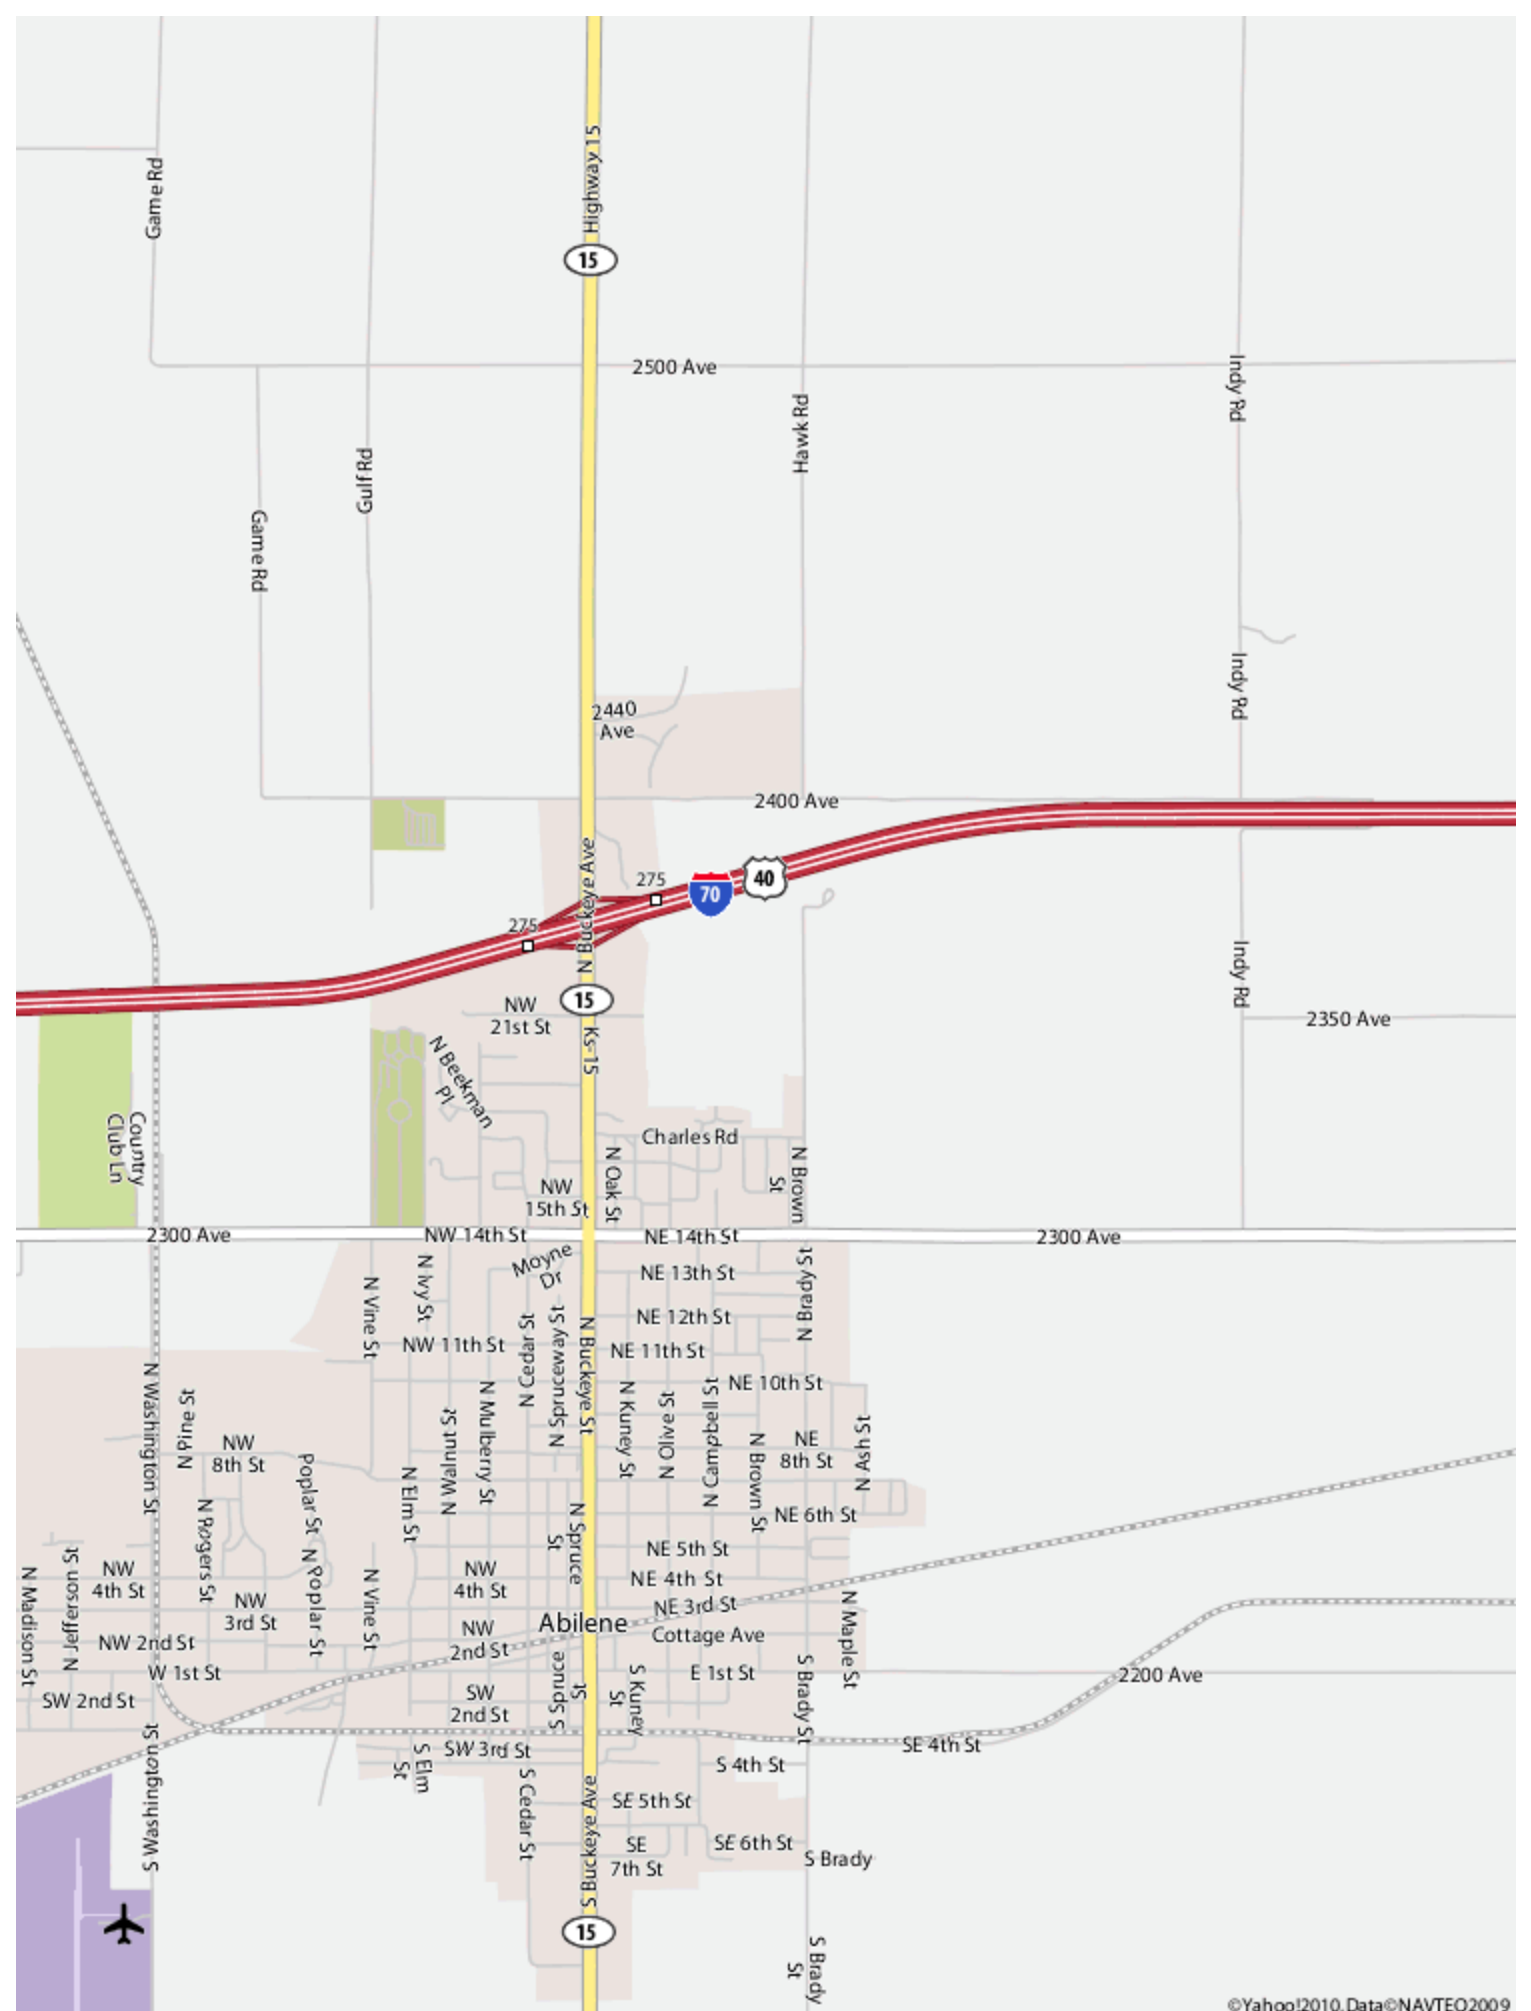 Highway 15
Game Rd
15
2500 Ave
Indy Rd
Hawk Rd
Gulf Rd
Game Rd
Indy Rd
2440
Ave
2400 Ave
N Buckeye Ave
275
40
70
275
Indy Rd
15
NW
21st St
2350 Ave
Ks-15
N Beekman
Pl
Country
Club Ln
Charles Rd
N Oak St
N Brown
St
NW
15th St
2300 Ave
NW 14th St
NE 14th St
2300 Ave
Moyne
Dr
NE 13th St
N Ivy St
N Vine St
N Brady St
NE 12th St
N Cedar St
N Spruceway St
N Buckeye St
NW 11th St
NE 11th St
NE 10th St
N Washington St
N Pine St
N Mulberry St
N Kuney St
N Olive St
N Campbell St
N Walnut St
NW
8th St
NE
8th St
N Ash St
N Brown St
Poplar St
N Elm St
N Rogers St
N Spruce
St
NE 6th St
NE 5th St
N Jefferson St
N Poplar St
NW
4th St
NW
4th St
NE 4th St
N Madison St
N Vine St
NW
3rd St
NE 3rd St
N Maple St
Abilene
NW 2nd St
NW
2nd St
Cottage Ave
W 1st St
E 1st St
2200 Ave
S Spruce
St
S Kuney
St
S Brady St
SW 2nd St
SW
2nd St
S Washington St
SW 3rd St
SE 4th St
S Elm
St
S 4th St
S Cedar St
S Buckeye Ave
SE 5th St
SE
7th St
SE 6th St
S Brady
15
S Brady
St
©Yahoo!2010, Data©NAVTEQ2009